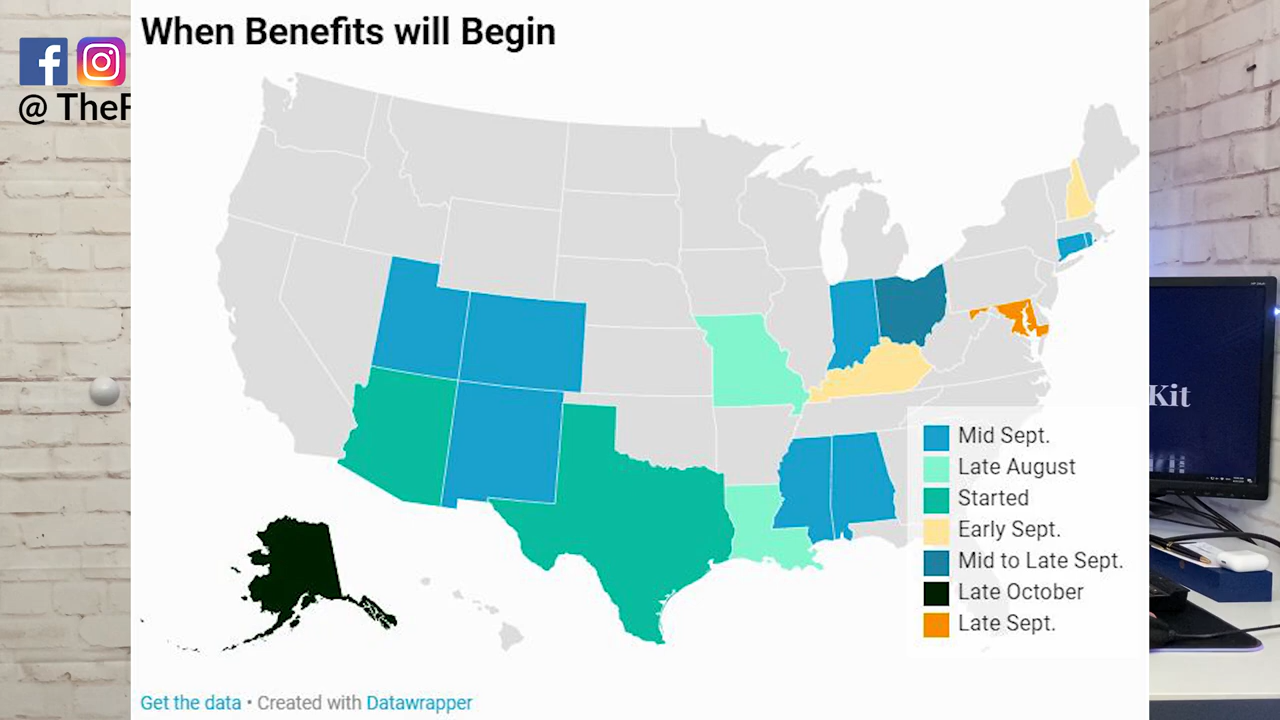 When Benefits will Begin
@ TheF
Kit
Mid Sept.
Late August
Started
Early Sept.
Mid to Late Sept.
Late October
Late Sept.
Get the data • Created with Datawrapper